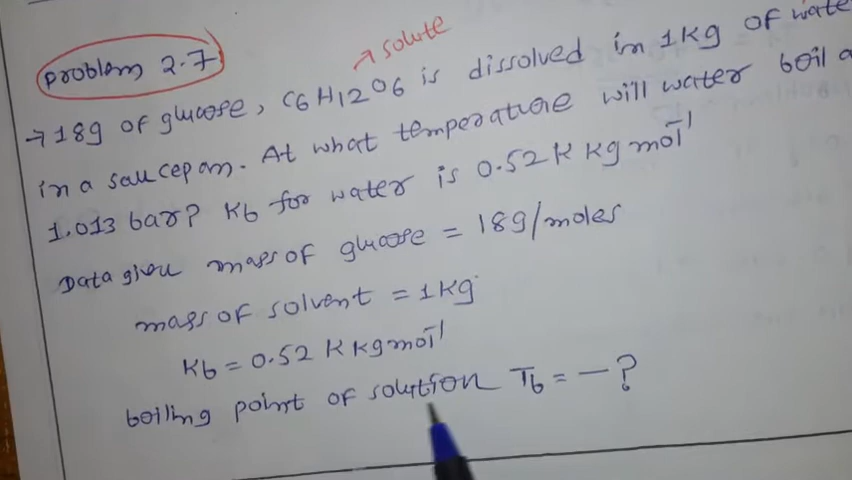 Problem 2.7
→ solute
→ 18g of glucose, C6H12O6 is dissolved in 1Kg of wate
in a saucepan. At what temperature will water boil a
1.013 bar? Kb for water is 0.52 K Kg mol-1
Data given mass of glucose = 18g/moles
mass of solvent = 1Kg
Kb = 0.52 K Kg mol-1
boiling point of solution Tb = — ?